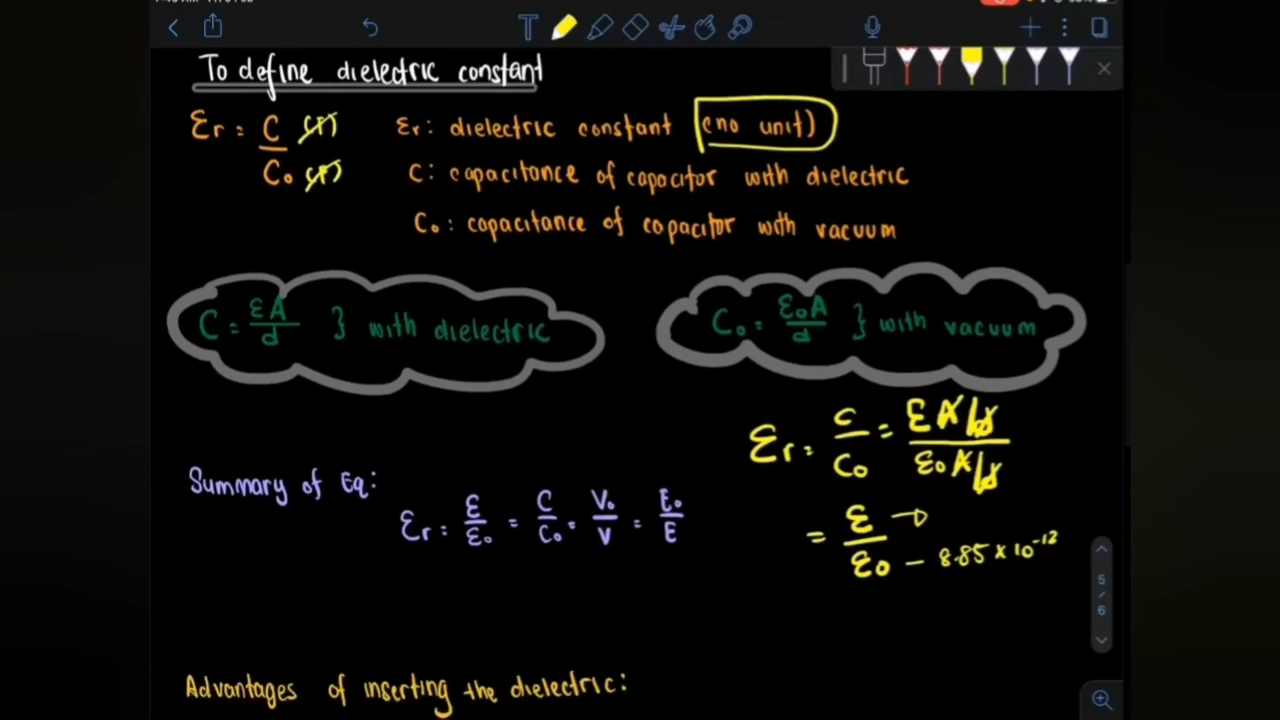 To define dielectric constant
εr = C (F) / C₀ (F)
εr : dielectric constant (no unit)
C : capacitance of capacitor with dielectric
C₀ : capacitance of capacitor with vacuum
C = εA/d } with dielectric
C₀ = ε₀A/d } with vacuum
εr = C/C₀ = εA/d / ε₀A/d
= ε/ε₀ → – 8.85 × 10⁻¹²
Summary of Eq:
εr = ε/ε₀ = C/C₀ = V₀/V = E₀/E
5
/
6
Advantages of inserting the dielectric: